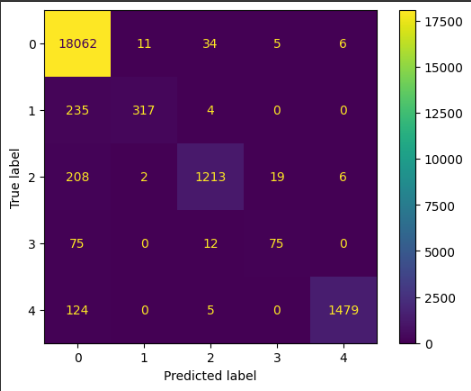 0 18062 11 34 5 6
1 235 317 4 0 0
2 208 2 1213 19 6
3 75 0 12 75 0
4 124 0 5 0 1479
0 1 2 3 4
Predicted label
True label
17500
15000
12500
10000
7500
5000
2500
0